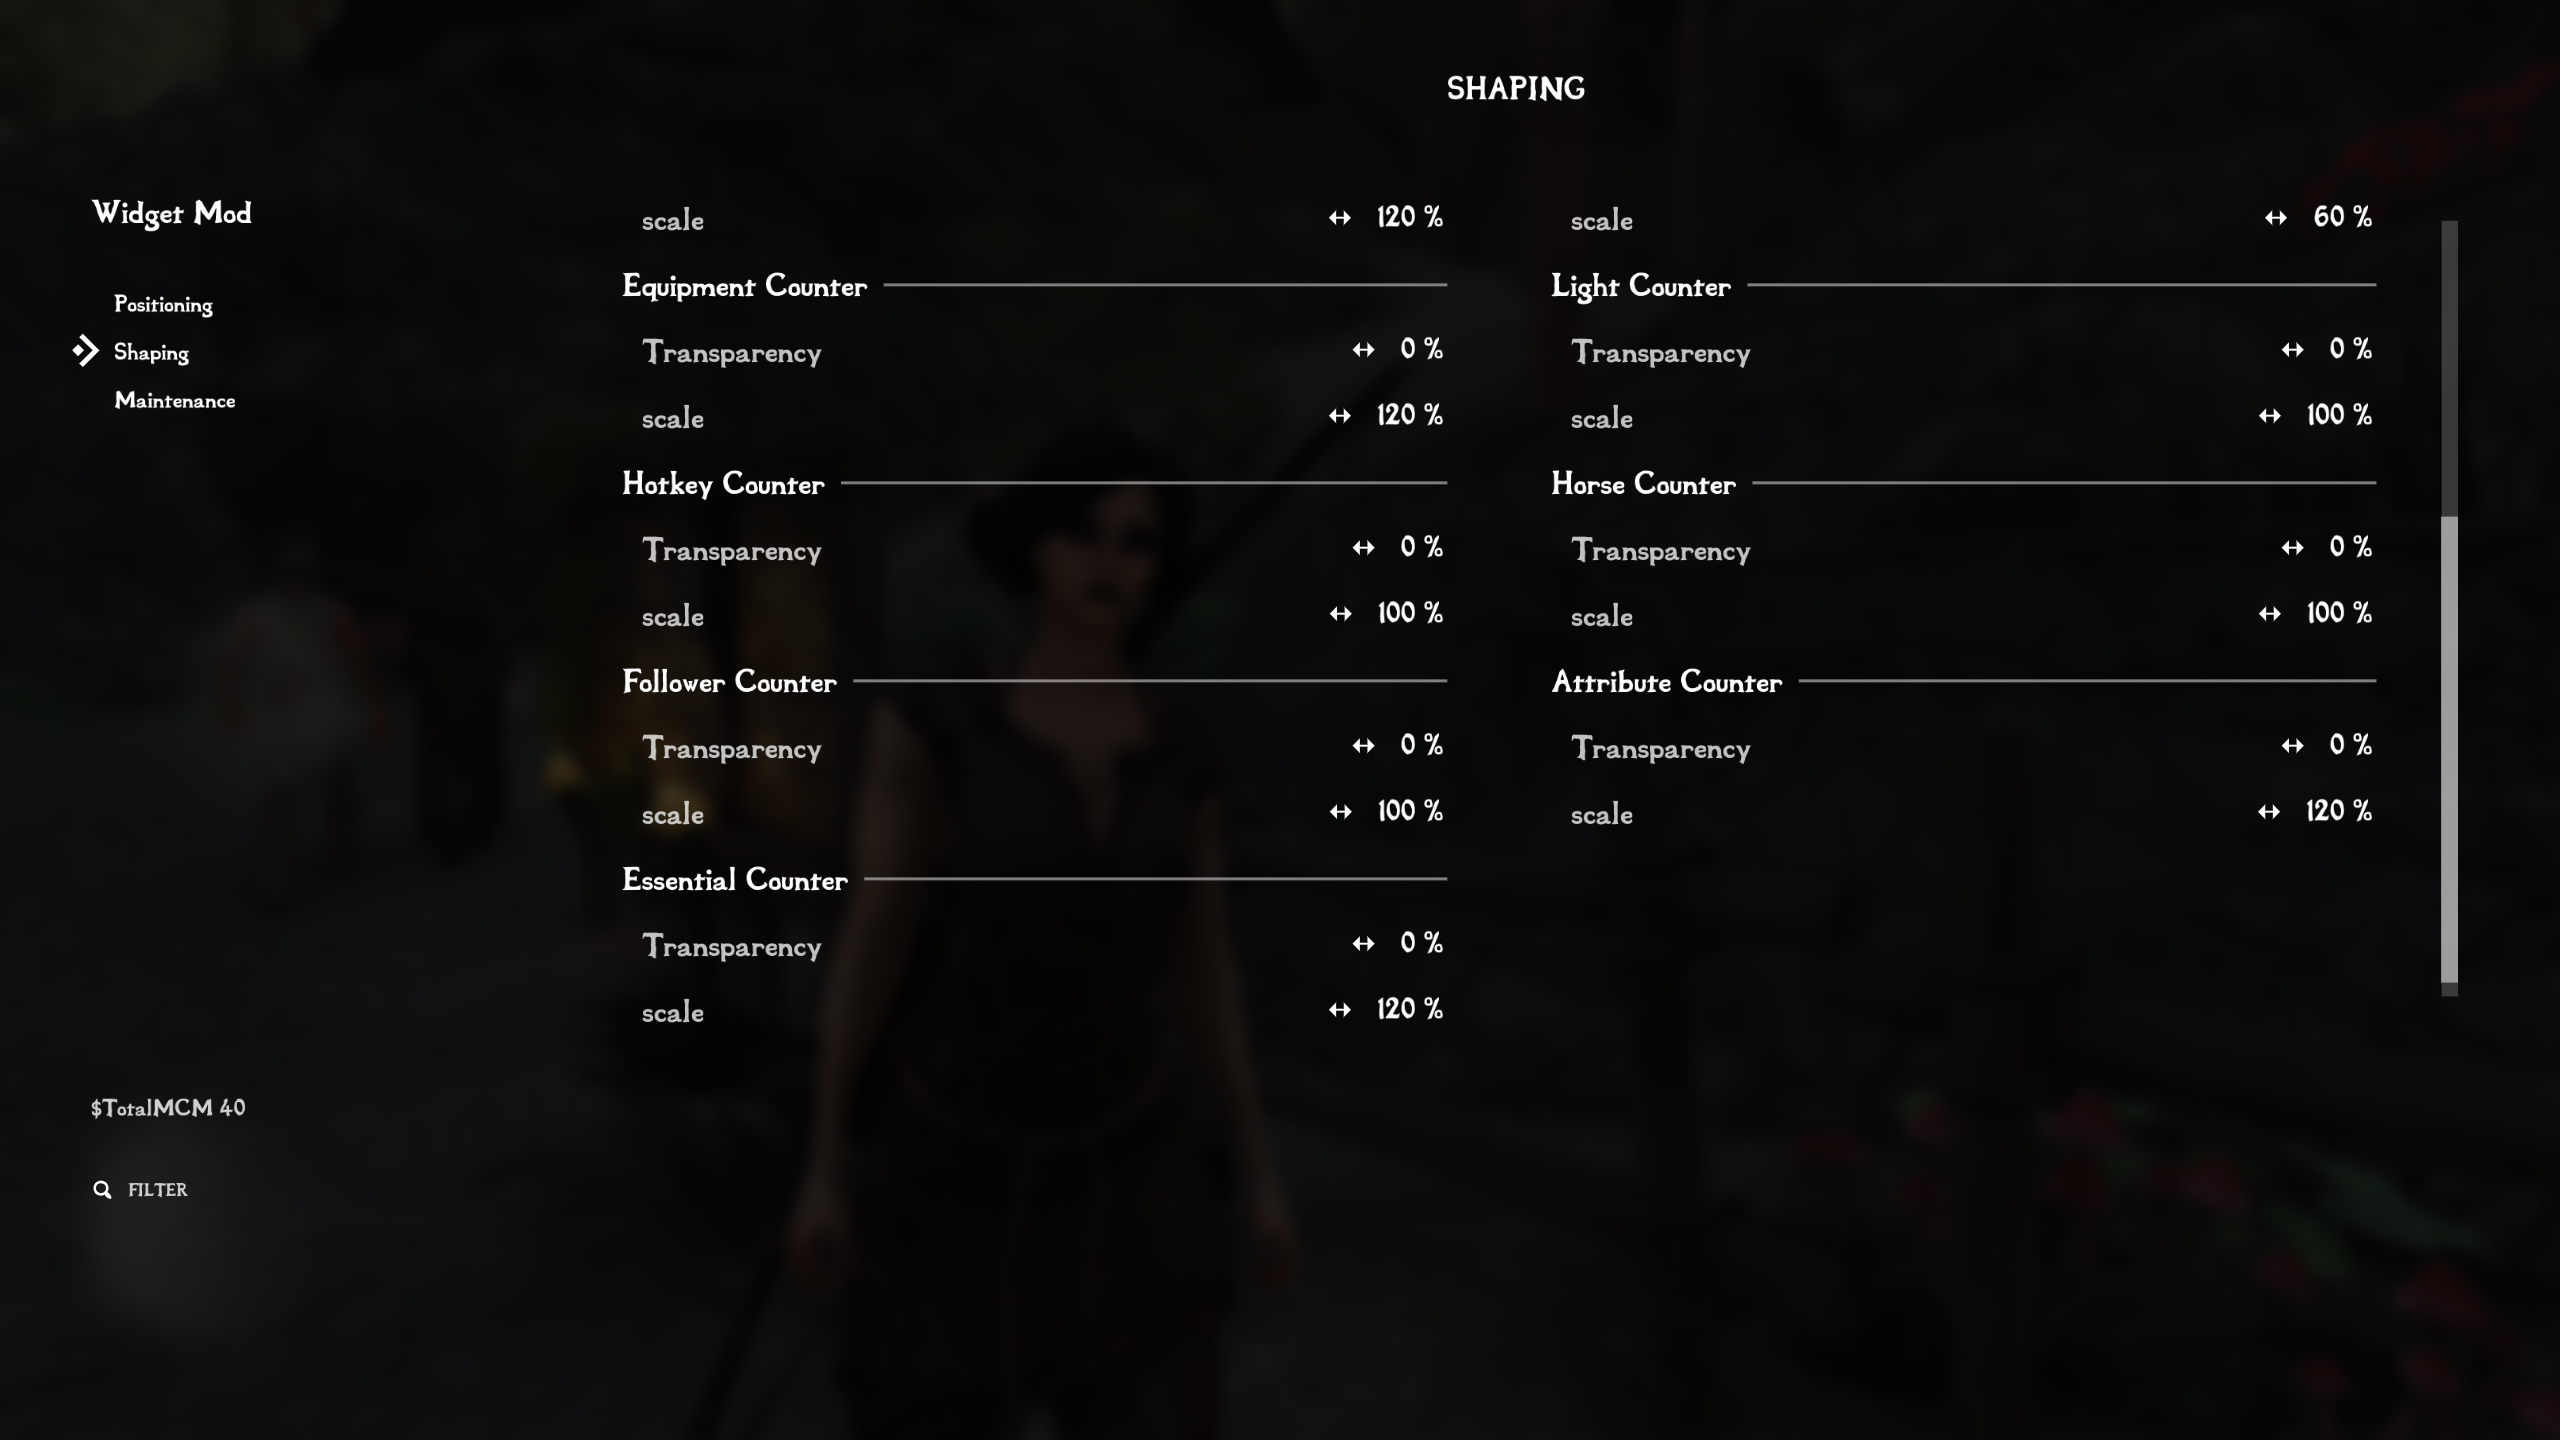 SHAPING
Widget Mod
Positioning
Shaping
Maintenance
scale 120 %
Equipment Counter
Transparency 0 %
scale 120 %
Hotkey Counter
Transparency 0 %
scale 100 %
Follower Counter
Transparency 0 %
scale 100 %
Essential Counter
Transparency 0 %
scale 120 %
scale 60 %
Light Counter
Transparency 0 %
scale 100 %
Horse Counter
Transparency 0 %
scale 100 %
Attribute Counter
Transparency 0 %
scale 120 %
$TotalMCM 40
FILTER